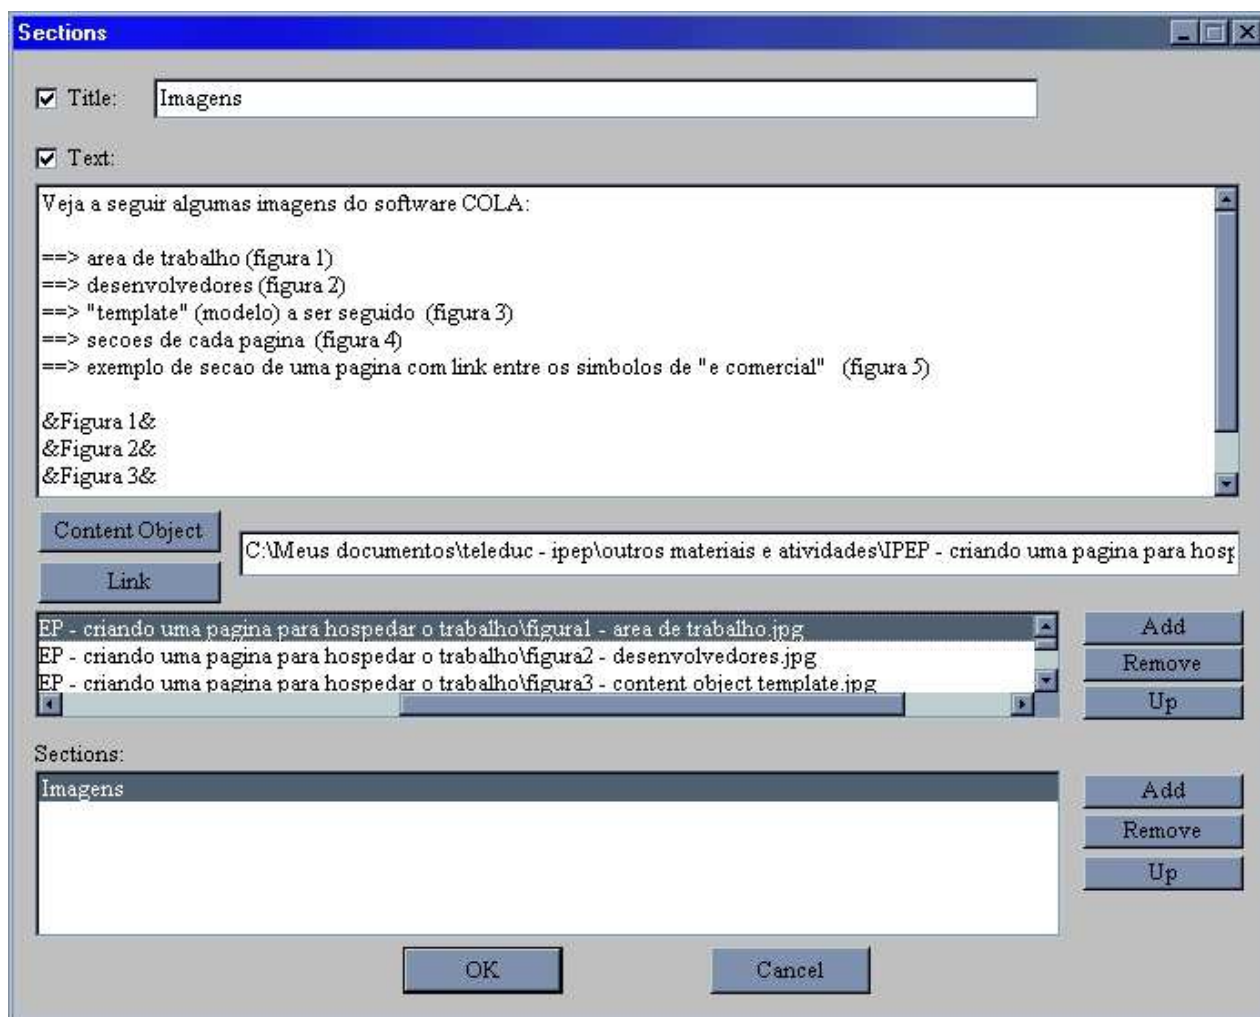 Sections
Title: Imagens
Text:
Veja a seguir algumas imagens do software COLA:
==> area de trabalho (figura 1)
==> desenvolvedores (figura 2)
==> "template" (modelo) a ser seguido (figura 3)
==> secoes de cada pagina (figura 4)
==> exemplo de secao de uma pagina com link entre os simbolos de "e comercial" (figura 5)
&Figura 1&
&Figura 2&
&Figura 3&
Content Object
C:\Meus documentos\teleduc - ipep\outros materiais e atividades\IPEP - criando uma pagina para hosp
Link
EP - criando uma pagina para hospedar o trabalho\figura1 - area de trabalho.jpg
Add
EP - criando uma pagina para hospedar o trabalho\figura2 - desenvolvedores.jpg
Remove
EP - criando uma pagina para hospedar o trabalho\figura3 - content object template.jpg
Up
Sections:
Imagens
Add
Remove
Up
OK
Cancel